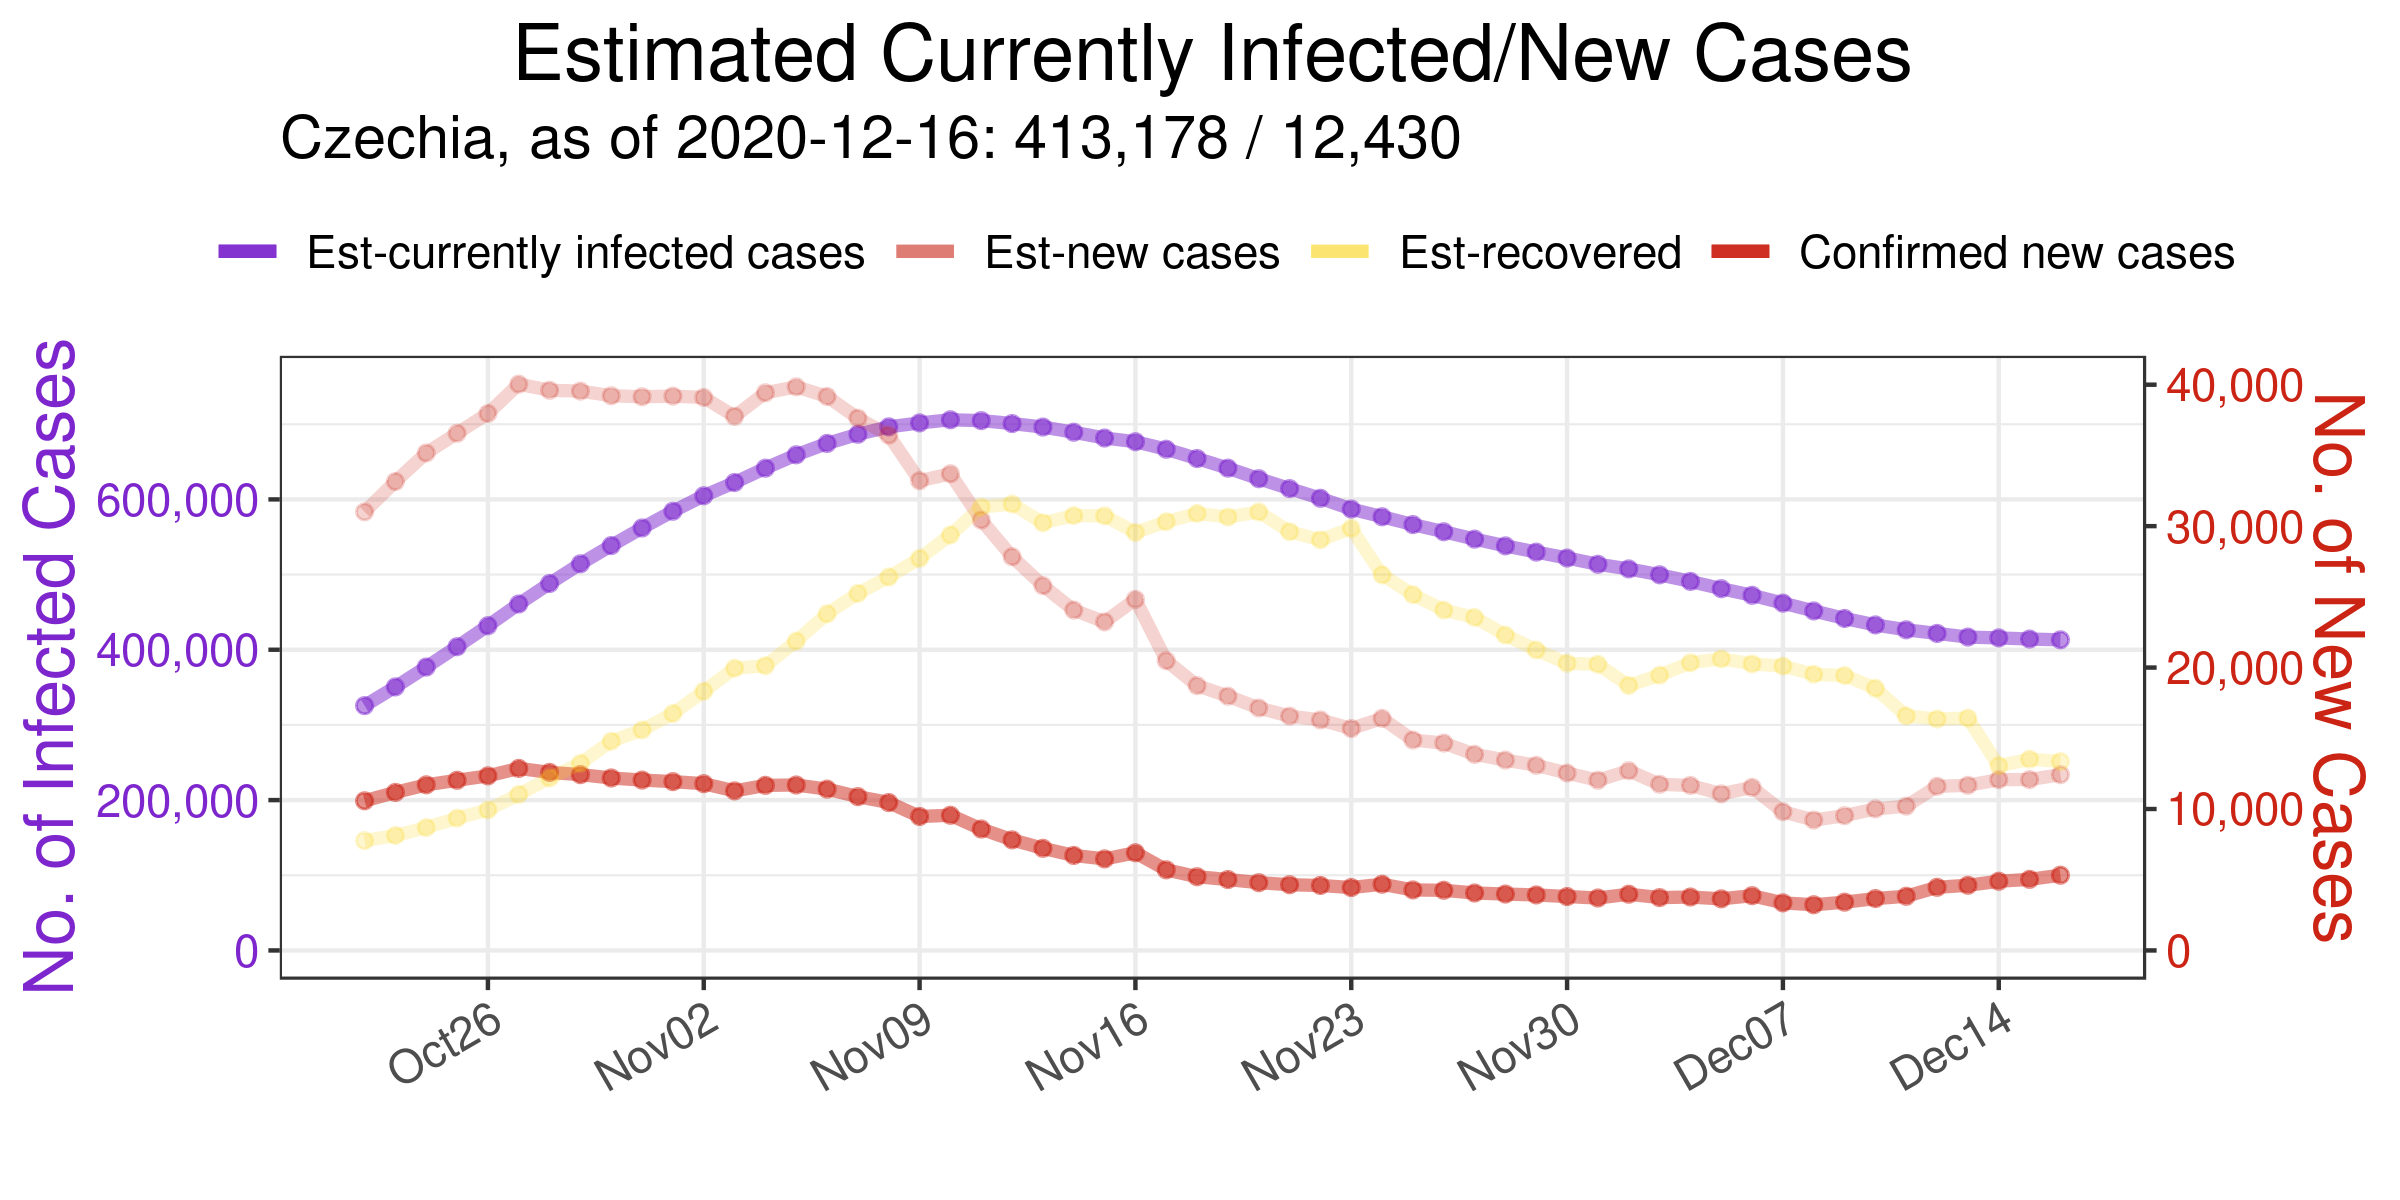 Estimated Currently Infected/New Cases
Czechia, as of 2020-12-16: 413,178 / 12,430
Est-currently infected cases Est-new cases Est-recovered Confirmed new cases
No. of Infected Cases
600,000
400,000
200,000
0
40,000
30,000
20,000
10,000
0
No. of New Cases
Oct26 Nov02 Nov09 Nov16 Nov23 Nov30 Dec07 Dec14